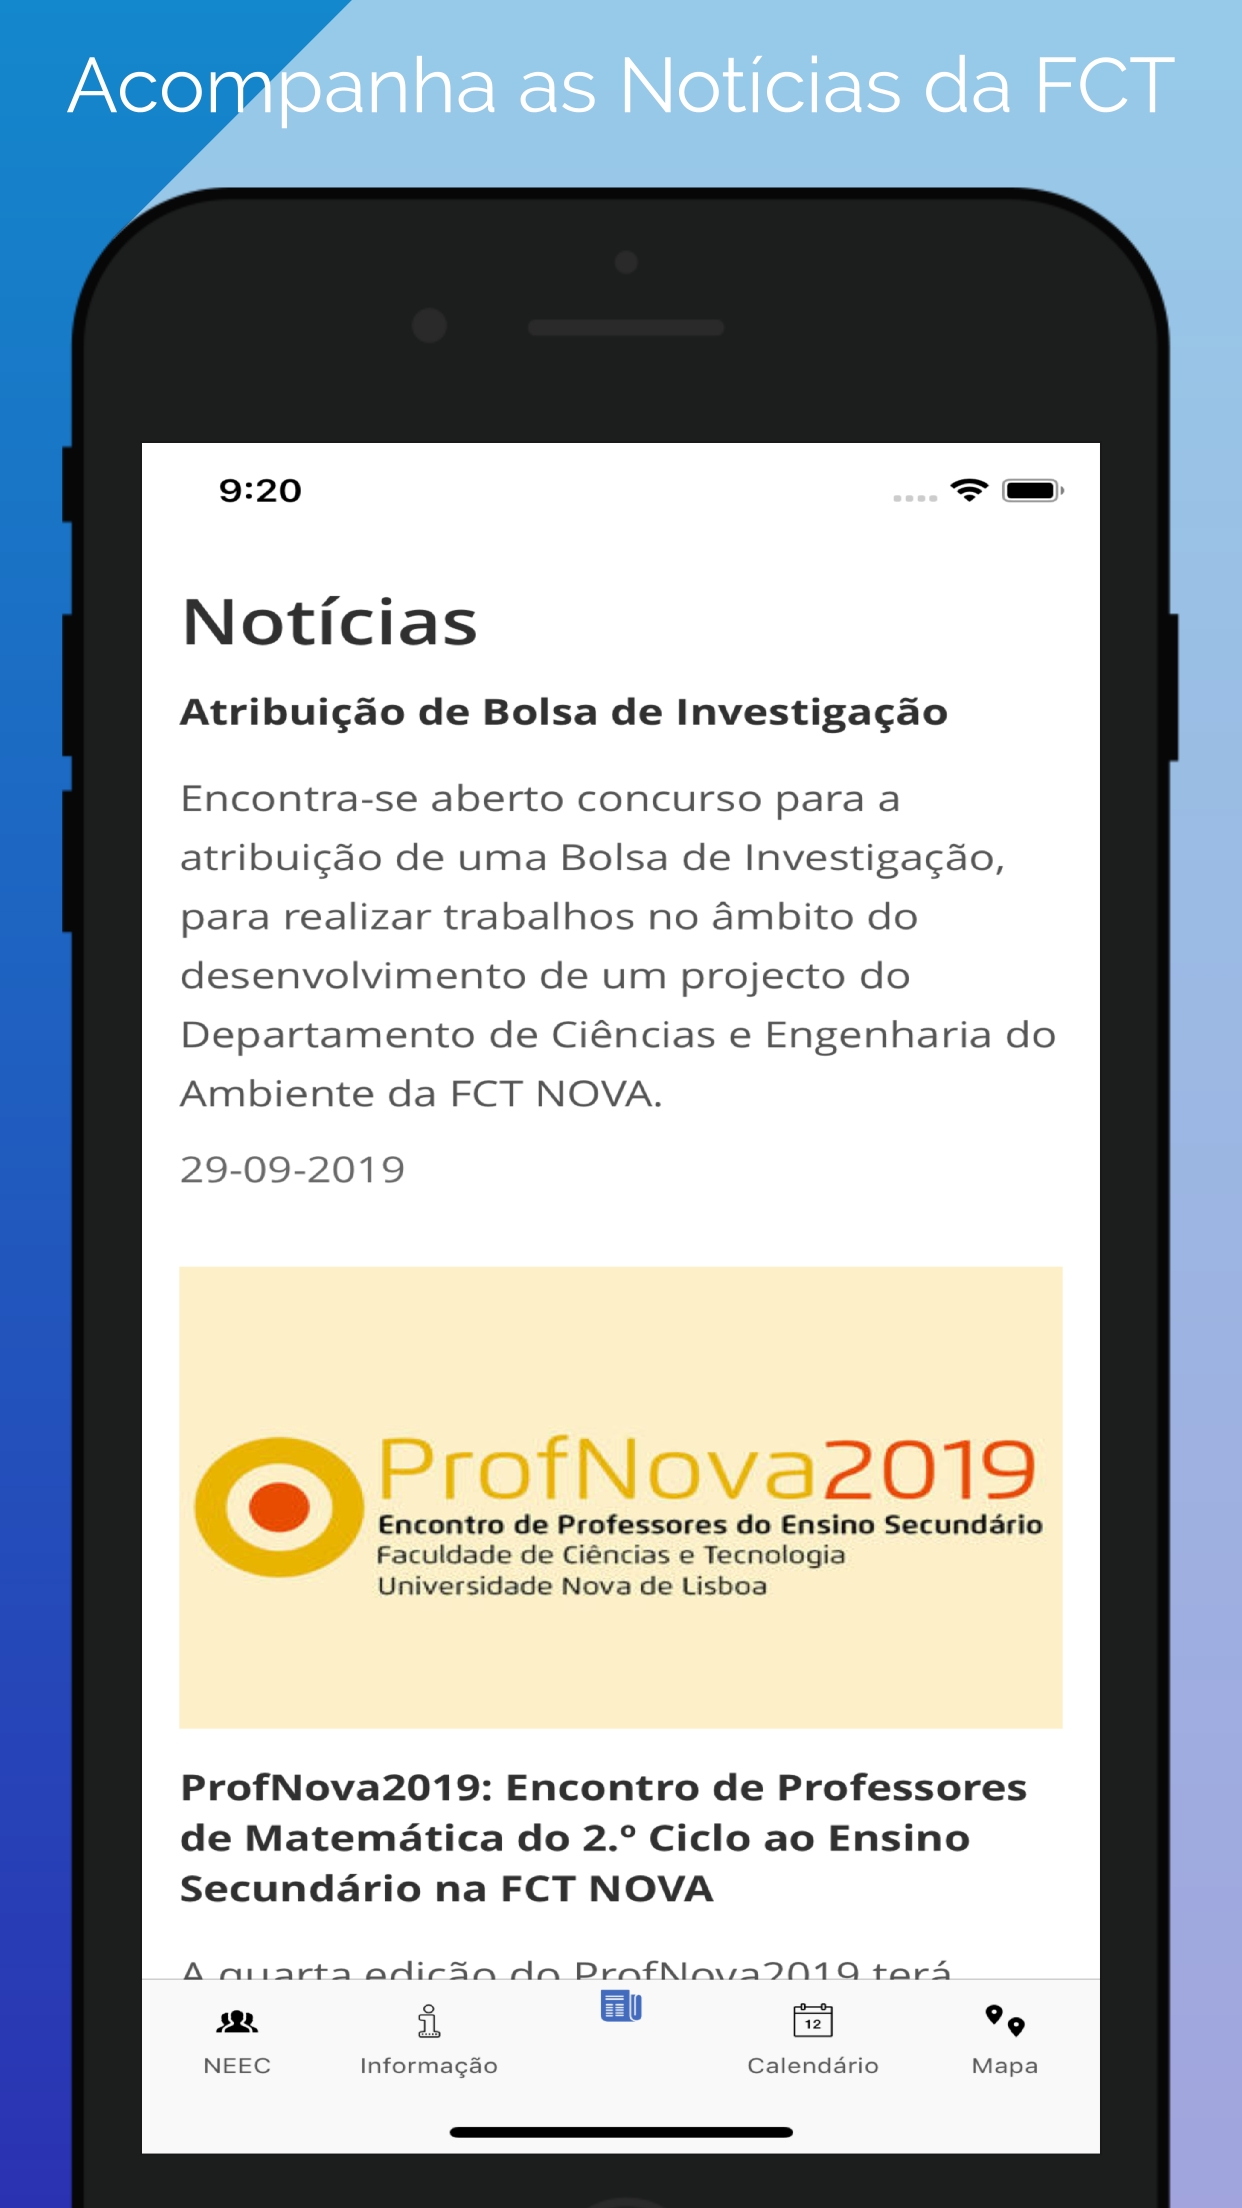 Acompanha as Notícias da FCT
9:20
Notícias
Atribuição de Bolsa de Investigação
Encontra-se aberto concurso para a
atribuição de uma Bolsa de Investigação,
para realizar trabalhos no âmbito do
desenvolvimento de um projecto do
Departamento de Ciências e Engenharia do
Ambiente da FCT NOVA.
29-09-2019
ProfNova2019
Encontro de Professores do Ensino Secundário
Faculdade de Ciências e Tecnologia
Universidade Nova de Lisboa
ProfNova2019: Encontro de Professores
de Matemática do 2.º Ciclo ao Ensino
Secundário na FCT NOVA
A quarta edição do ProfNova2019 terá
12
NEEC
Informação
Calendário
Mapa